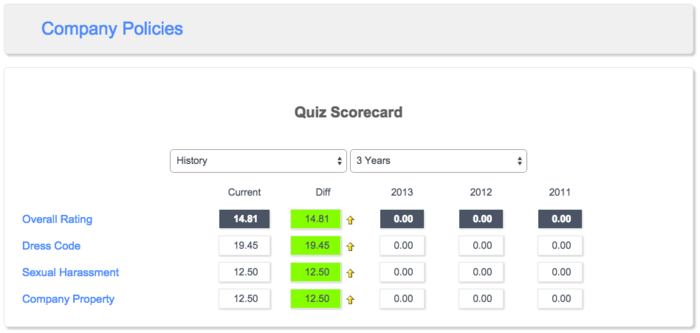 Company Policies
Quiz Scorecard
History 3 Years
Current Diff 2013 2012 2011
Overall Rating 14.81 14.81 0.00 0.00 0.00
Dress Code 19.45 19.45 0.00 0.00 0.00
Sexual Harassment 12.50 12.50 0.00 0.00 0.00
Company Property 12.50 12.50 0.00 0.00 0.00